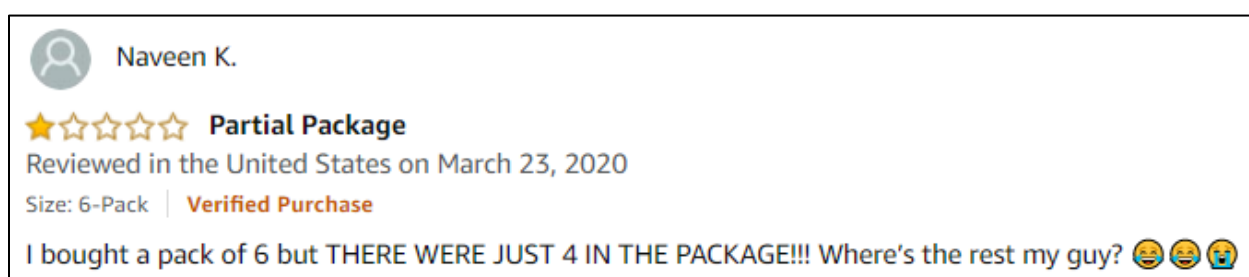 Naveen K.
Partial Package
Reviewed in the United States on March 23, 2020
Size: 6-Pack | Verified Purchase
I bought a pack of 6 but THERE WERE JUST 4 IN THE PACKAGE!!! Where’s the rest my guy? 😂😂😭